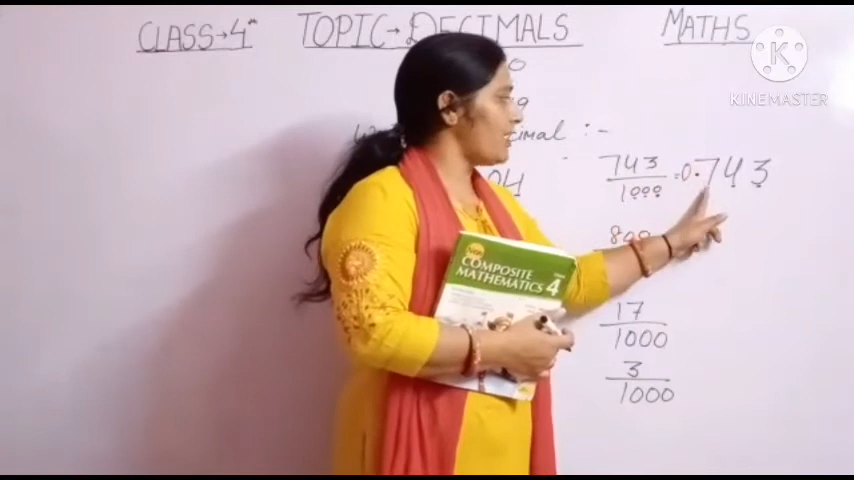 CLASS→4th TOPIC→DECIMALS MATHS
KINEMASTER
743/1000 = 0.743
17/1000
3/1000
COMPOSITE
MATHEMATICS 4